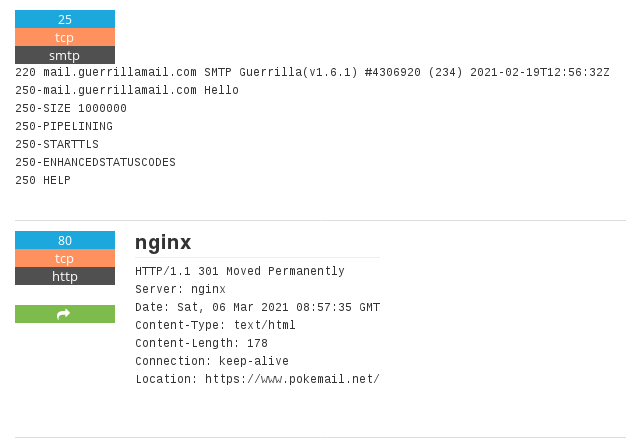 25
tcp
smtp
220 mail.guerrillamail.com SMTP Guerrilla(v1.6.1) #4306920 (234) 2021-02-19T12:56:32Z
250-mail.guerrillamail.com Hello
250-SIZE 1000000
250-PIPELINING
250-STARTTLS
250-ENHANCEDSTATUSCODES
250 HELP
80
tcp
http
nginx
HTTP/1.1 301 Moved Permanently
Server: nginx
Date: Sat, 06 Mar 2021 08:57:35 GMT
Content-Type: text/html
Content-Length: 178
Connection: keep-alive
Location: https://www.pokemail.net/